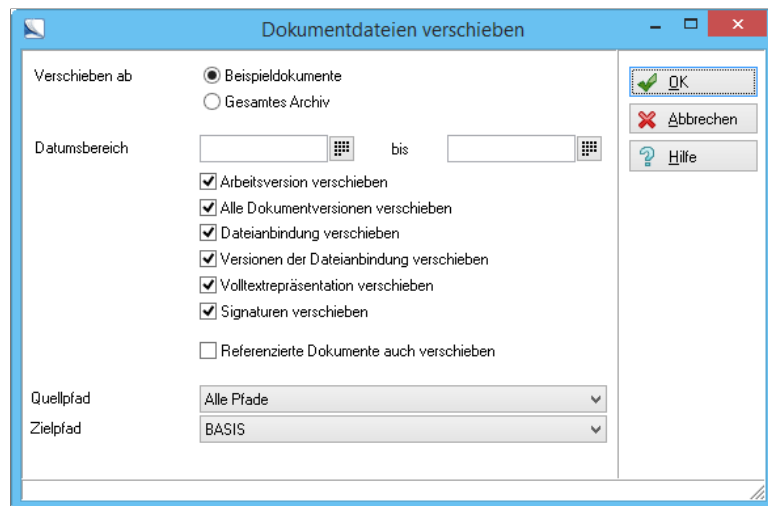 Dokumentdateien verschieben
Verschieben ab
Beispieldokumente
Gesamtes Archiv
Datumsbereich
bis
Arbeitsversion verschieben
Alle Dokumentversionen verschieben
Dateianbindung verschieben
Versionen der Dateianbindung verschieben
Volltextrepräsentation verschieben
Signaturen verschieben
Referenzierte Dokumente auch verschieben
Quellpfad Alle Pfade
Zielpfad BASIS
OK
Abbrechen
Hilfe